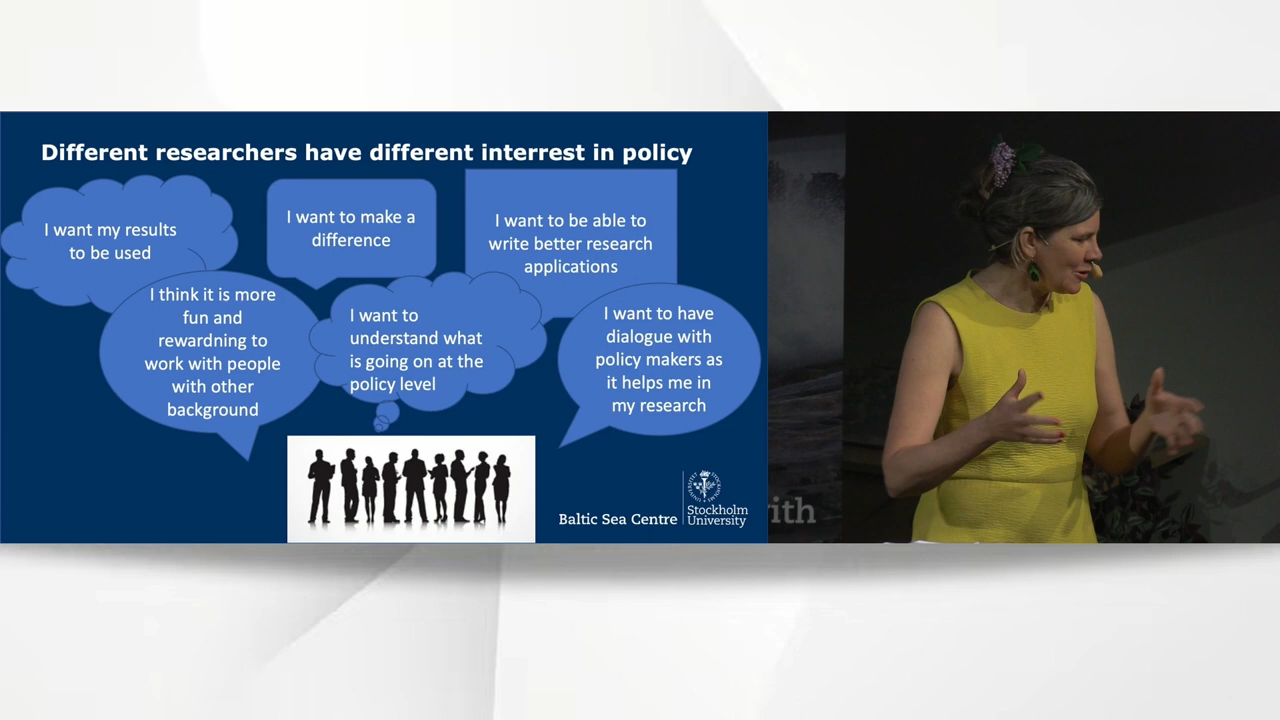 Different researchers have different interrest in policy
I want my results
to be used
I want to make a
difference
I want to be able to
write better research
applications
I think it is more
fun and
rewardning to
work with people
with other
background
I want to
understand what
is going on at the
policy level
I want to have
dialogue with
policy makers as
it helps me in
my research
Baltic Sea Centre
Stockholm
University